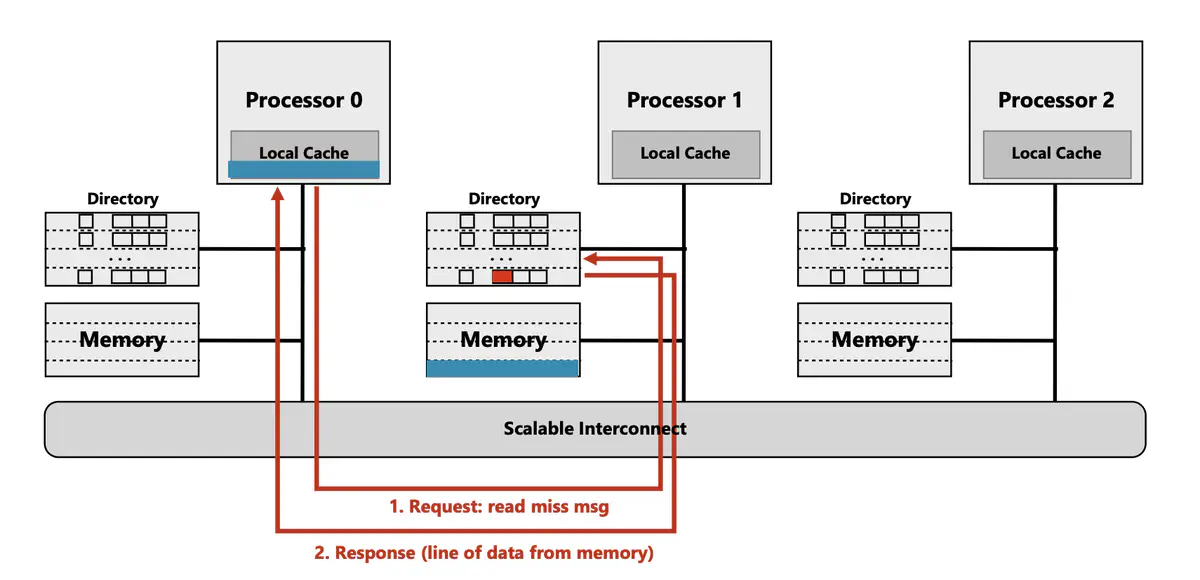 Processor 0
Processor 1
Processor 2
Local Cache
Local Cache
Local Cache
Directory
Directory
Directory
. . .
. . .
. . .
Memory
Memory
Memory
Scalable Interconnect
1. Request: read miss msg
2. Response (line of data from memory)